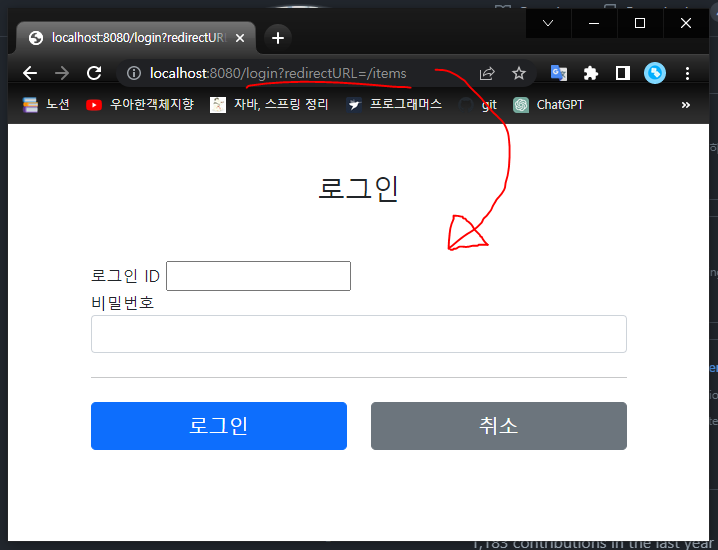 localhost:8080/login?redirectUR
localhost:8080/login?redirectURL=/items
노션 우아한객체지향 자바, 스프링 정리 프로그래머스 git ChatGPT »
로그인
로그인 ID
비밀번호
로그인 취소
1,183 contributions in the last year